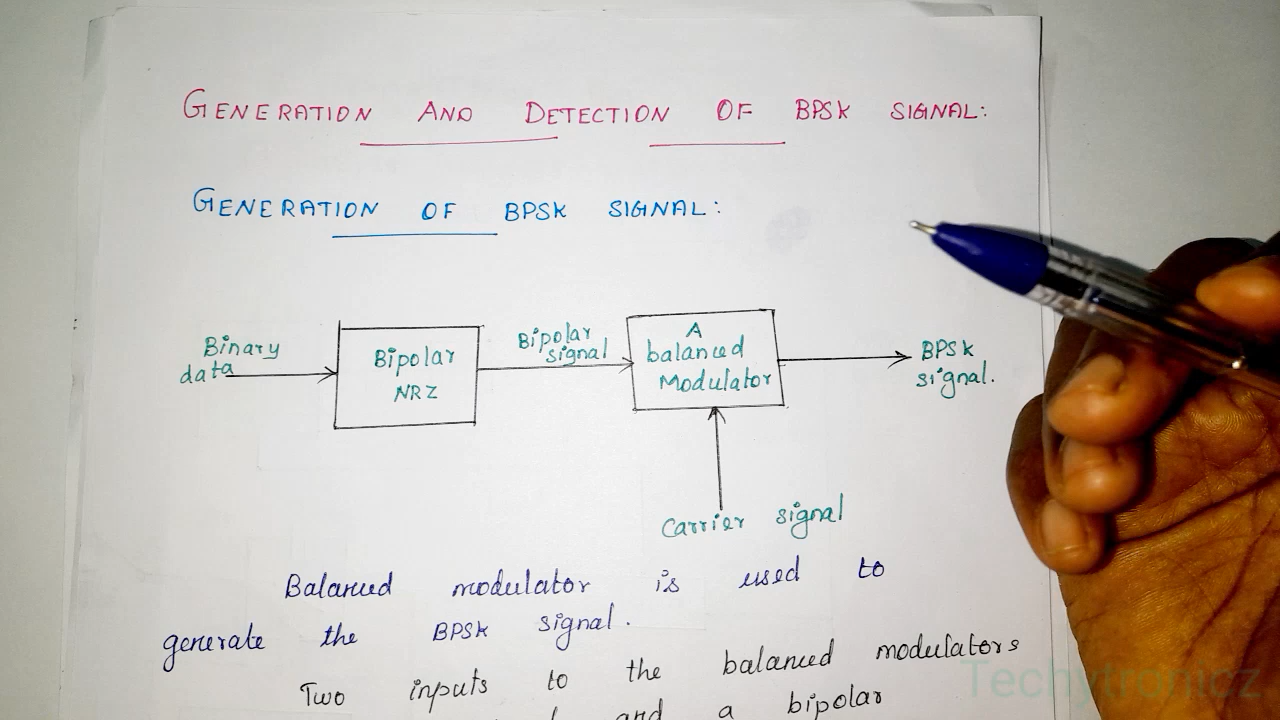 GENERATION AND DETECTION OF BPSK SIGNAL:
GENERATION OF BPSK SIGNAL:
Binary
data
Bipolar
NRZ
Bipolar
signal
A
balanced
Modulator
BPSK
signal.
Carrier signal
Balanced modulator is used to
generate the BPSK signal.
Two inputs to the balanced modulators
and a bipolar
Techytronicz